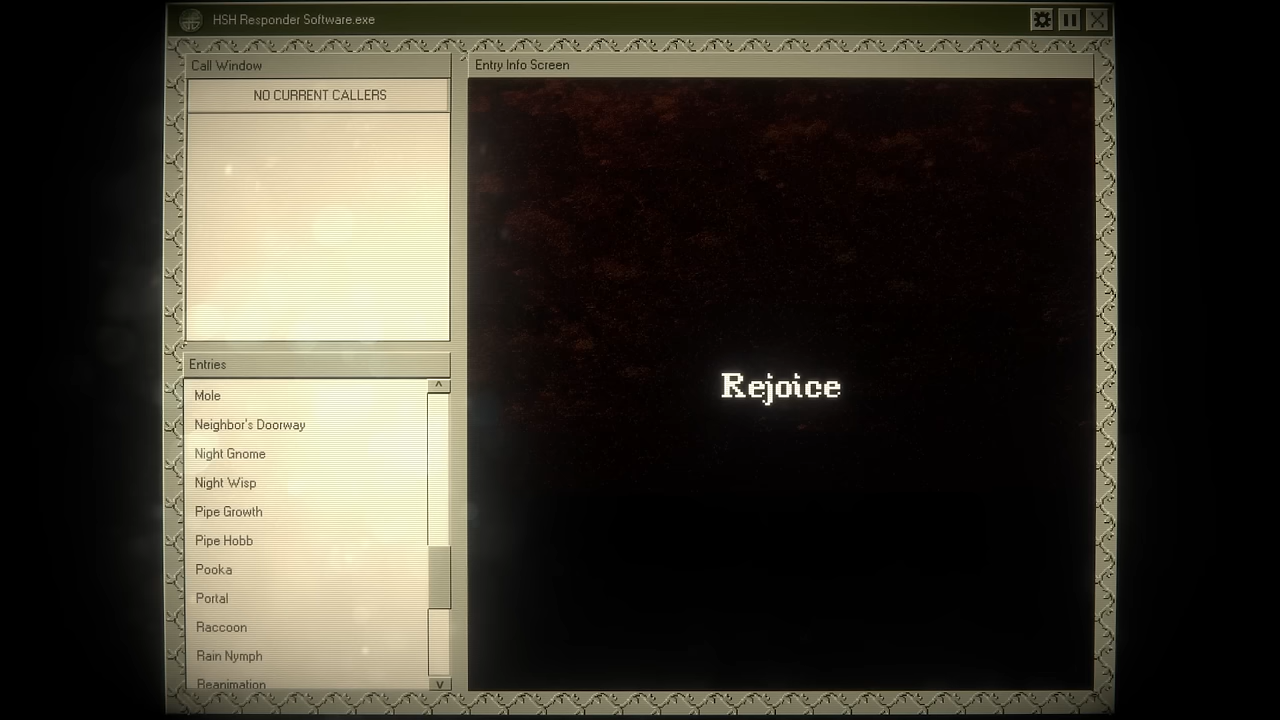 HSH Responder Software.exe
Call Window
NO CURRENT CALLERS
Entries
Mole
Neighbor's Doorway
Night Gnome
Night Wisp
Pipe Growth
Pipe Hobb
Pooka
Portal
Raccoon
Rain Nymph
Reanimation
Entry Info Screen
Rejoice